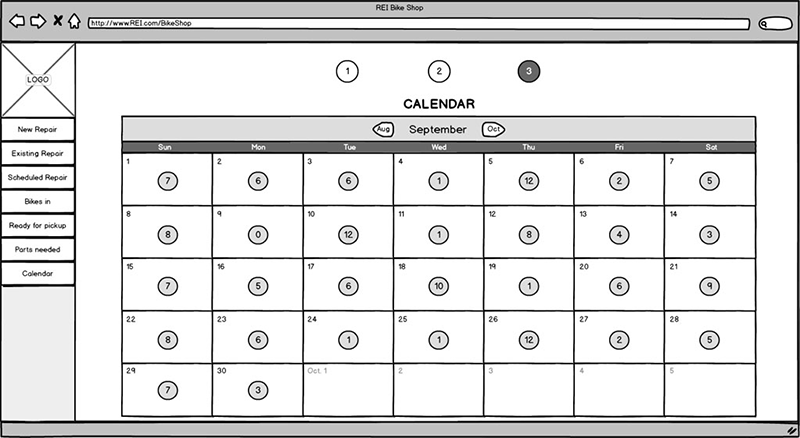 REI Bike Shop
http://www.REI.com/BikeShop
LOGO
New Repair
Existing Repair
Scheduled Repair
Bikes in
Ready for pickup
Parts needed
Calendar
1 2 3
CALENDAR
Aug September Oct
Sun Mon Tue Wed Thu Fri Sat
1 2 3 4 5 6 7
7 6 6 1 12 2 5
8 9 10 11 12 13 14
8 0 12 1 8 4 3
15 16 17 18 19 20 21
7 5 6 10 1 6 9
22 23 24 25 26 27 28
8 6 1 1 12 2 5
29 30 Oct. 1 2 3 4 5
7 3